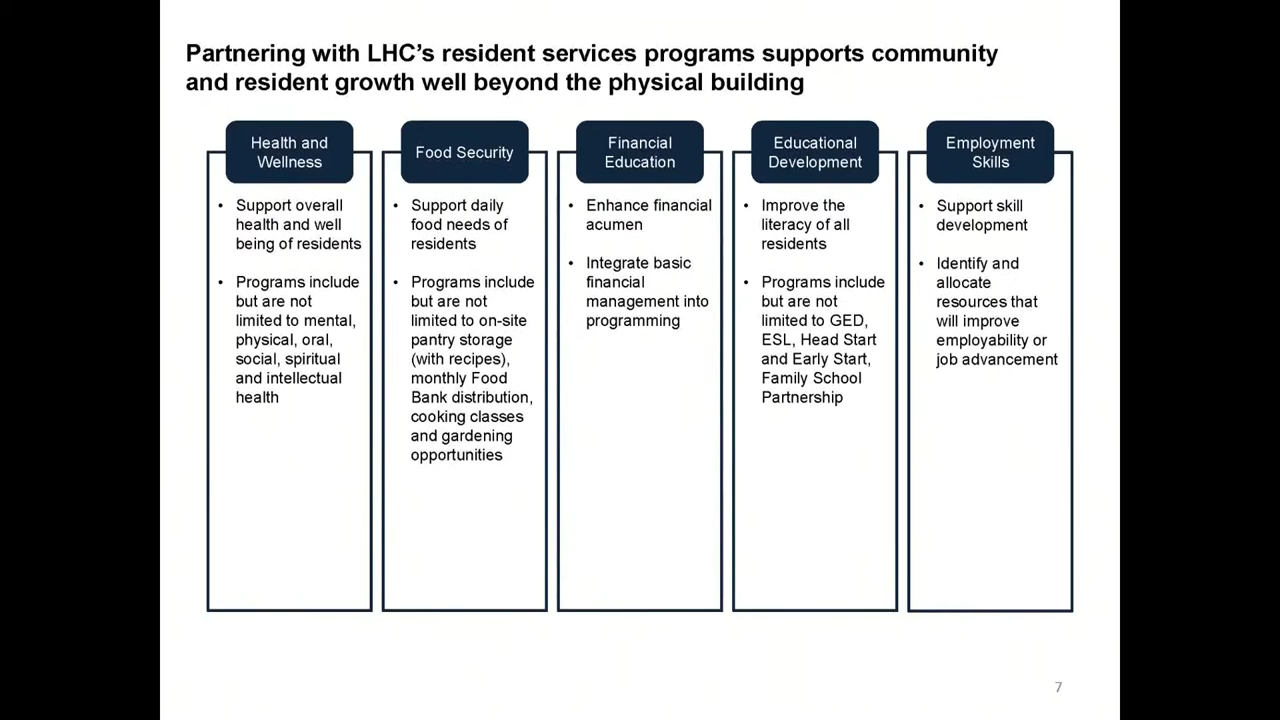 Partnering with LHC’s resident services programs supports community
and resident growth well beyond the physical building
Health and
Wellness
• Support overall
health and well
being of residents
• Programs include
but are not
limited to mental,
physical, oral,
social, spiritual
and intellectual
health
Food Security
• Support daily
food needs of
residents
• Programs include
but are not
limited to on-site
pantry storage
(with recipes),
monthly Food
Bank distribution,
cooking classes
and gardening
opportunities
Financial
Education
• Enhance financial
acumen
• Integrate basic
financial
management into
programming
Educational
Development
• Improve the
literacy of all
residents
• Programs include
but are not
limited to GED,
ESL, Head Start
and Early Start,
Family School
Partnership
Employment
Skills
• Support skill
development
• Identify and
allocate
resources that
will improve
employability or
job advancement
7